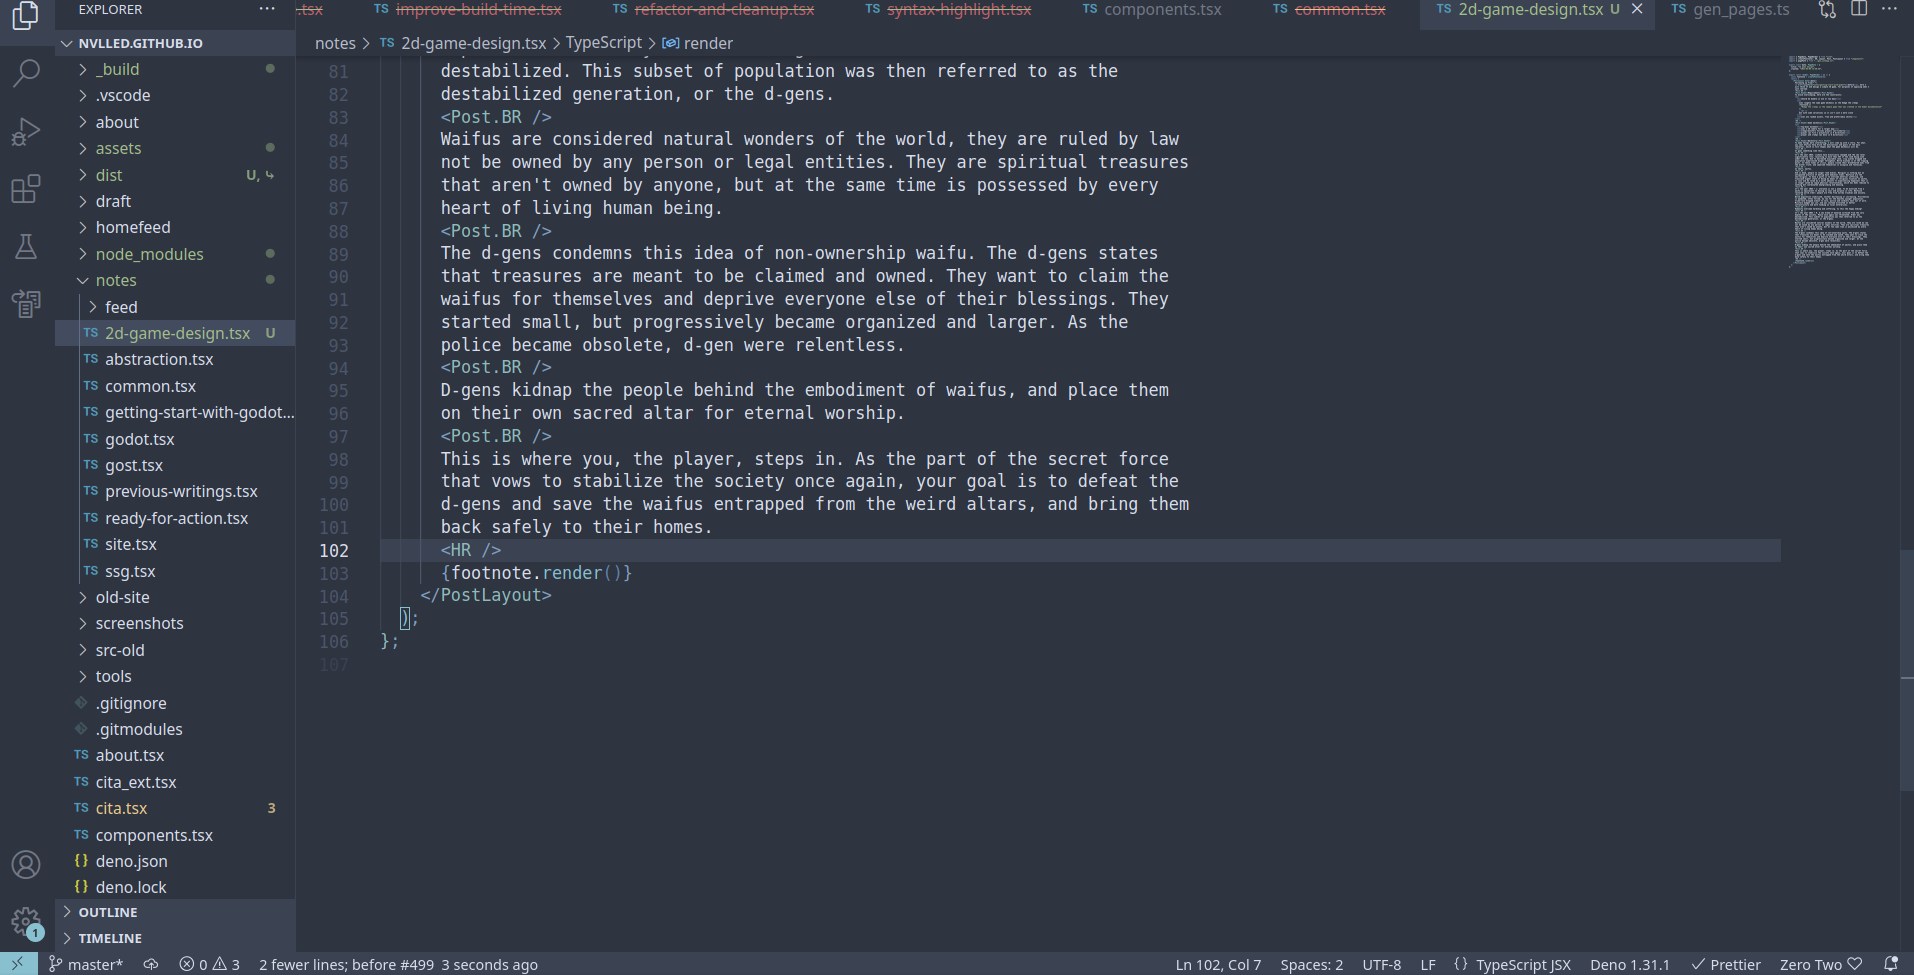 EXPLORER
···
.tsx
TS improve-build-time.tsx
TS refactor-and-cleanup.tsx
TS syntax-highlight.tsx
TS components.tsx
TS common.tsx
TS 2d-game-design.tsx U
TS gen_pages.ts
···
NVLLED.GITHUB.IO
_build
.vscode
about
assets
dist U,
draft
homefeed
node_modules
notes
feed
TS 2d-game-design.tsx U
TS abstraction.tsx
TS common.tsx
TS getting-start-with-godot...
TS godot.tsx
TS gost.tsx
TS previous-writings.tsx
TS ready-for-action.tsx
TS site.tsx
TS ssg.tsx
old-site
screenshots
src-old
tools
.gitignore
.gitmodules
TS about.tsx
TS cita_ext.tsx
TS cita.tsx 3
TS components.tsx
{} deno.json
{} deno.lock
OUTLINE
TIMELINE
1
notes > TS 2d-game-design.tsx > TypeScript > render
81 destabilized. This subset of population was then referred to as the
82 destabilized generation, or the d-gens.
83 <Post.BR />
84 Waifus are considered natural wonders of the world, they are ruled by law
85 not be owned by any person or legal entities. They are spiritual treasures
86 that aren't owned by anyone, but at the same time is possessed by every
87 heart of living human being.
88 <Post.BR />
89 The d-gens condemns this idea of non-ownership waifu. The d-gens states
90 that treasures are meant to be claimed and owned. They want to claim the
91 waifus for themselves and deprive everyone else of their blessings. They
92 started small, but progressively became organized and larger. As the
93 police became obsolete, d-gen were relentless.
94 <Post.BR />
95 D-gens kidnap the people behind the embodiment of waifus, and place them
96 on their own sacred altar for eternal worship.
97 <Post.BR />
98 This is where you, the player, steps in. As the part of the secret force
99 that vows to stabilize the society once again, your goal is to defeat the
100 d-gens and save the waifus entrapped from the weird altars, and bring them
101 back safely to their homes.
102 <HR />
103 {footnote.render()}
104 </PostLayout>
105 );
106 };
107
master* 0 3 2 fewer lines; before #499 3 seconds ago
Ln 102, Col 7 Spaces: 2 UTF-8 LF {} TypeScript JSX Deno 1.31.1 Prettier Zero Two